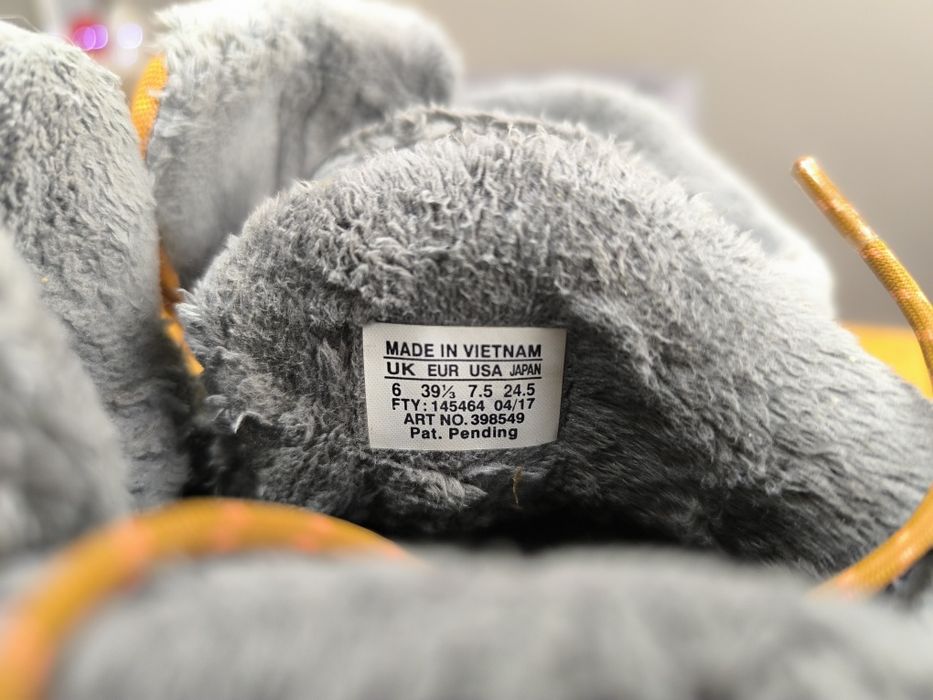 MADE IN VIETNAM
UK EUR USA JAPAN
6 39⅓ 7.5 24.5
FTY: 145464 04/17
ART NO. 398549
Pat. Pending